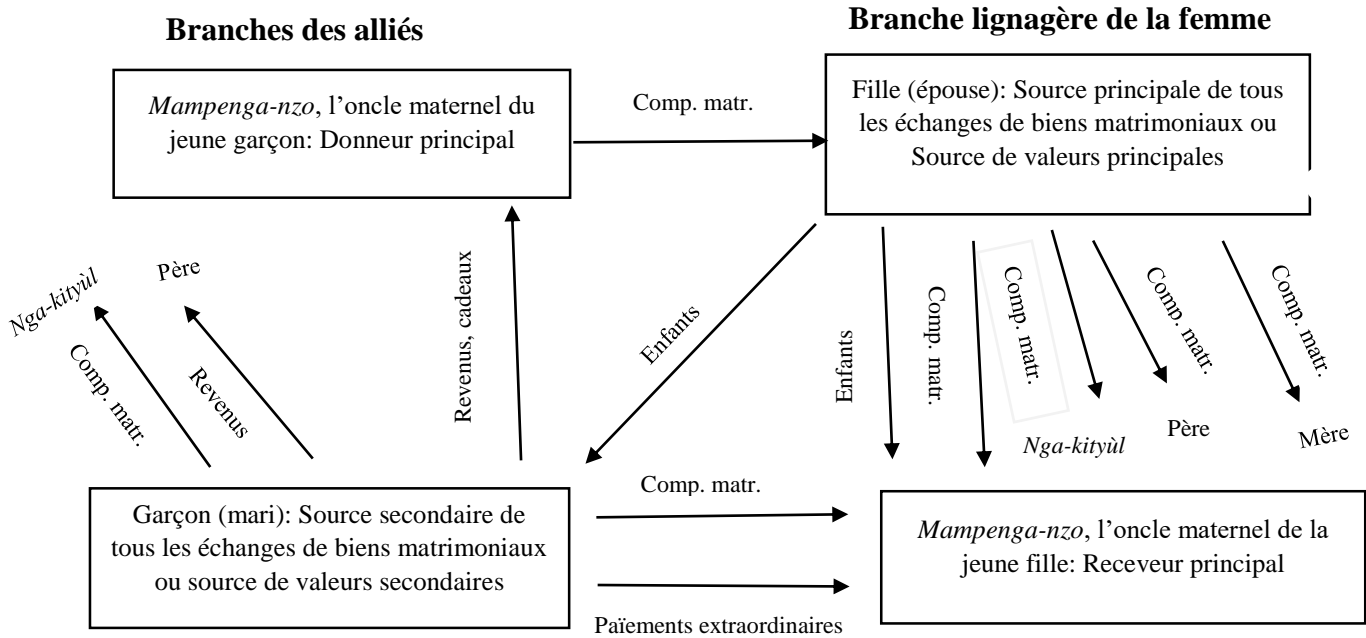 Branches des alliés
Branche lignagère de la femme
Mampenga-nzo, l’oncle maternel du
jeune garçon: Donneur principal
Comp. matr.
Fille (épouse): Source principale de tous
les échanges de biens matrimoniaux ou
Source de valeurs principales
Nga-kityùl
Père
Comp. matr.
Revenus
Revenus, cadeaux
Enfants
Enfants
Comp. matr.
Comp. matr.
Comp. matr.
Comp. matr.
Nga-kityùl
Père
Mère
Garçon (mari): Source secondaire de
tous les échanges de biens matrimoniaux
ou source de valeurs secondaires
Comp. matr.
Païements extraordinaires
Mampenga-nzo, l’oncle maternel de la
jeune fille: Receveur principal